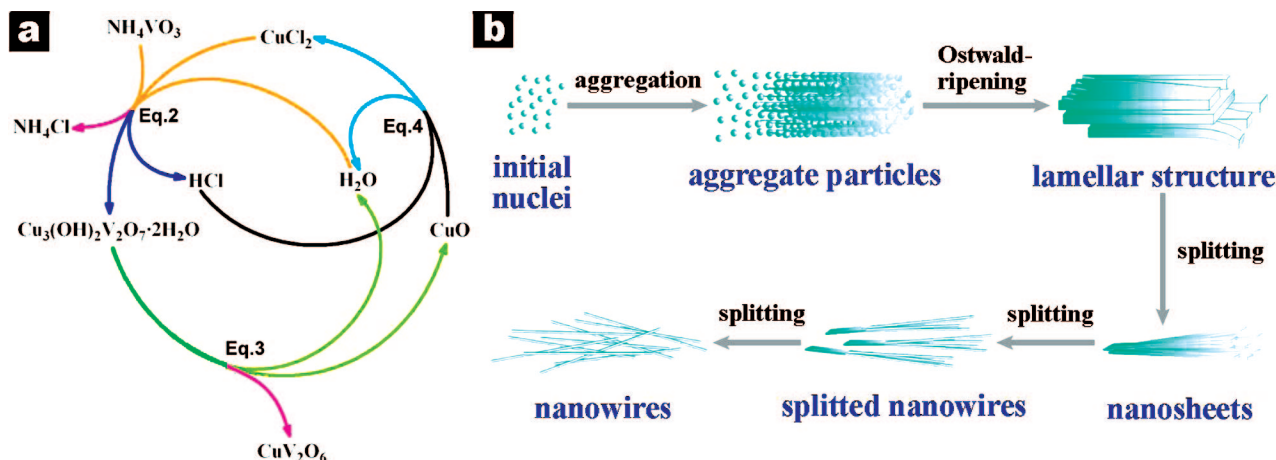 a
NH₄VO₃
CuCl₂
Eq.2
Eq.4
NH₄Cl
HCl
H₂O
Cu₃(OH)₂V₂O₇·2H₂O
CuO
Eq.3
CuV₂O₆
b
aggregation
Ostwald-
ripening
initial
nuclei
aggregate particles
lamellar structure
splitting
splitting
splitting
nanowires
splitted nanowires
nanosheets